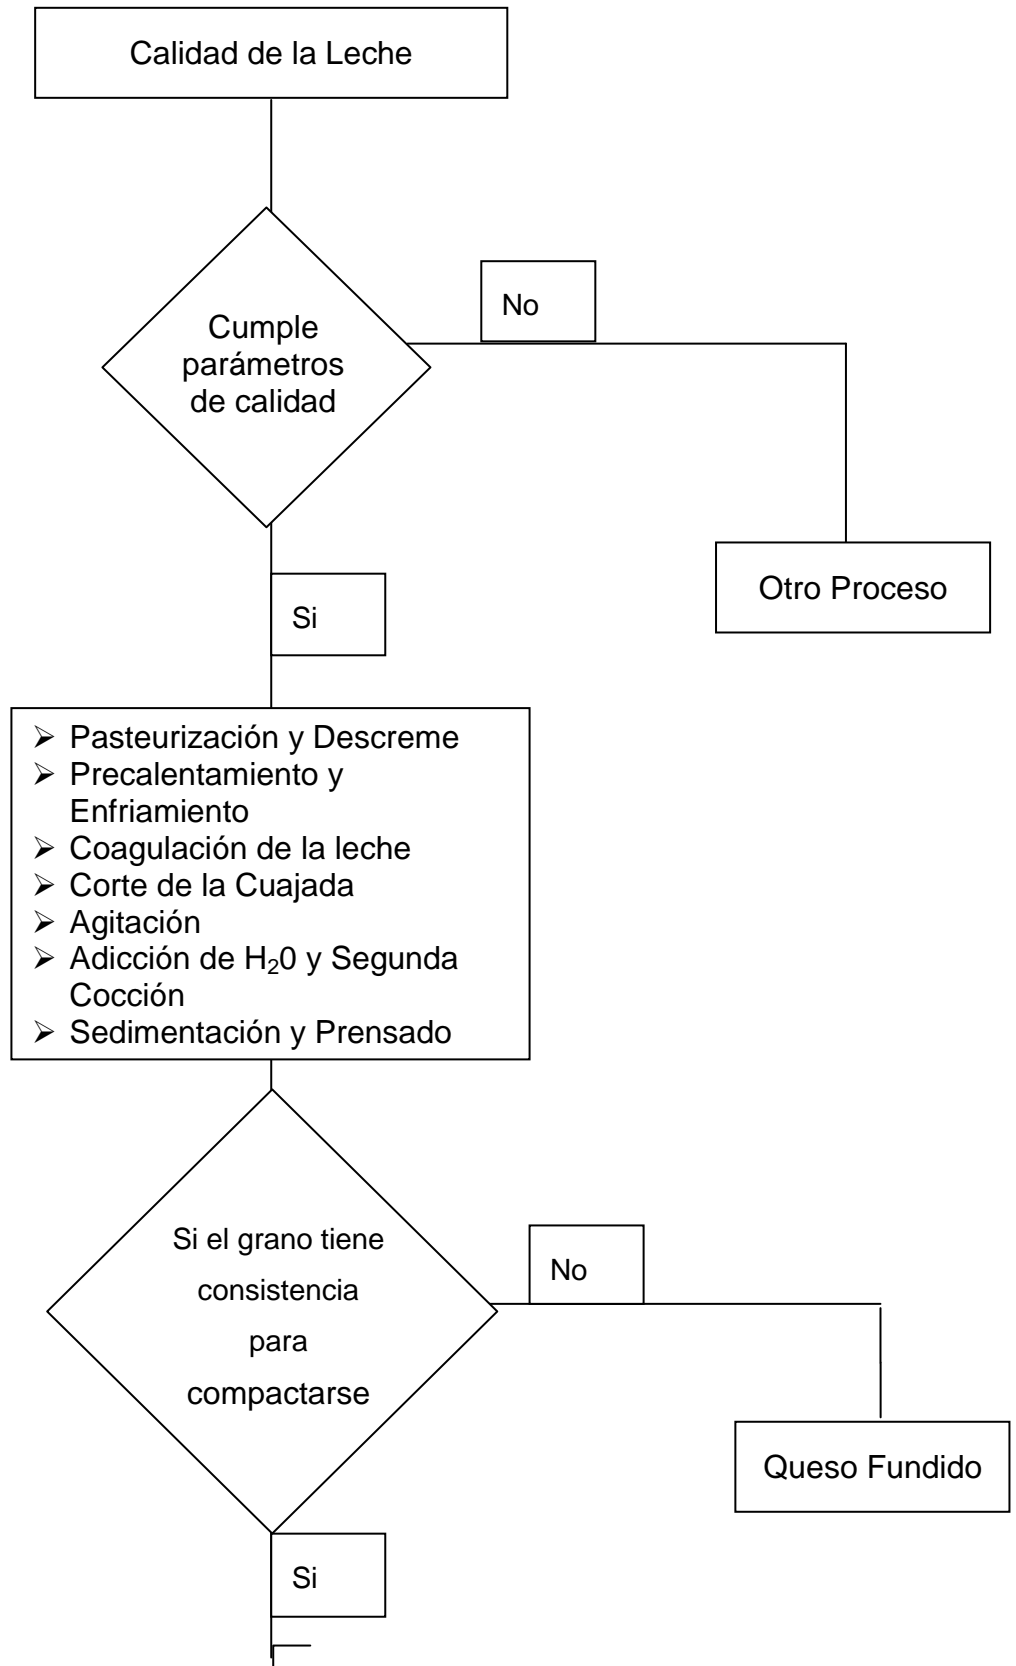 Calidad de la Leche
No
Cumple
parámetros
de calidad
Otro Proceso
Si
➢ Pasteurización y Descreme
➢ Precalentamiento y
Enfriamiento
➢ Coagulación de la leche
➢ Corte de la Cuajada
➢ Agitación
➢ Adicción de H₂0 y Segunda
Cocción
➢ Sedimentación y Prensado
Si el grano tiene
consistencia
para
compactarse
No
Queso Fundido
Si